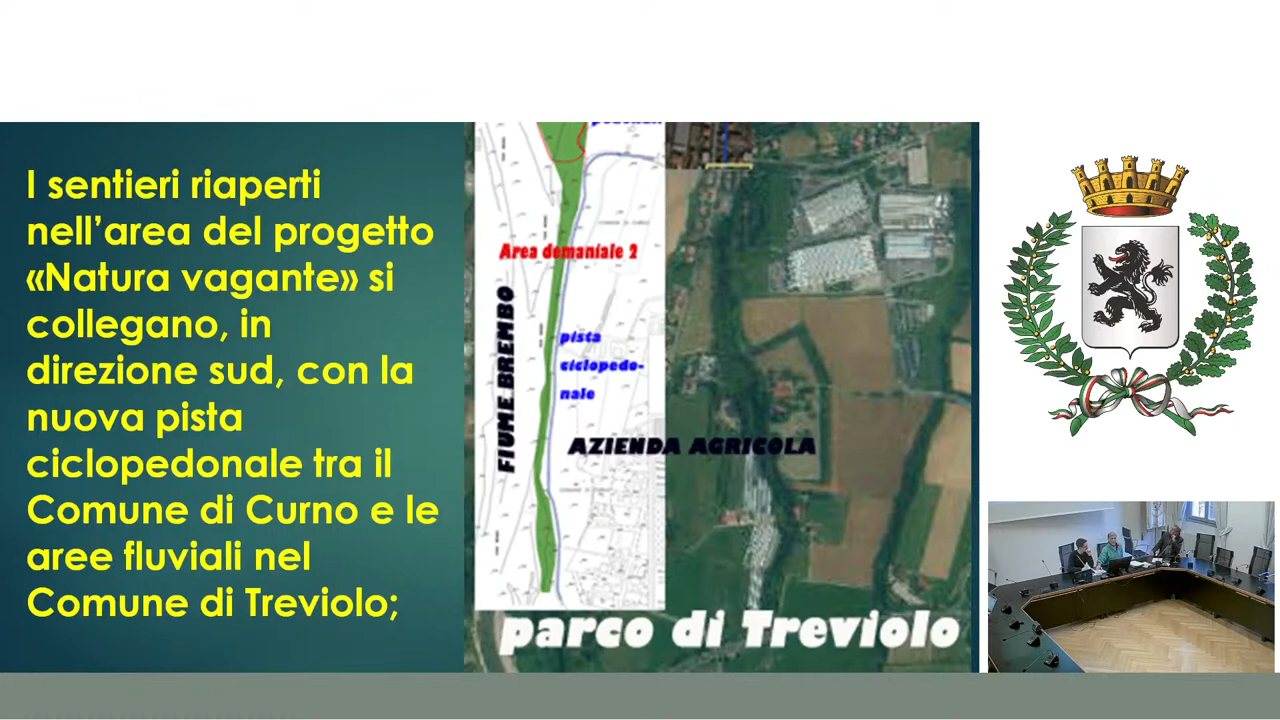 I sentieri riaperti
nell'area del progetto
«Natura vagante» si
collegano, in
direzione sud, con la
nuova pista
ciclopedonale tra il
Comune di Curno e le
aree fluviali nel
Comune di Treviolo;
Area demaniale 2
FIUME BREMBO
pista
ciclopedo-
nale
AZIENDA AGRICOLA
parco di Treviolo